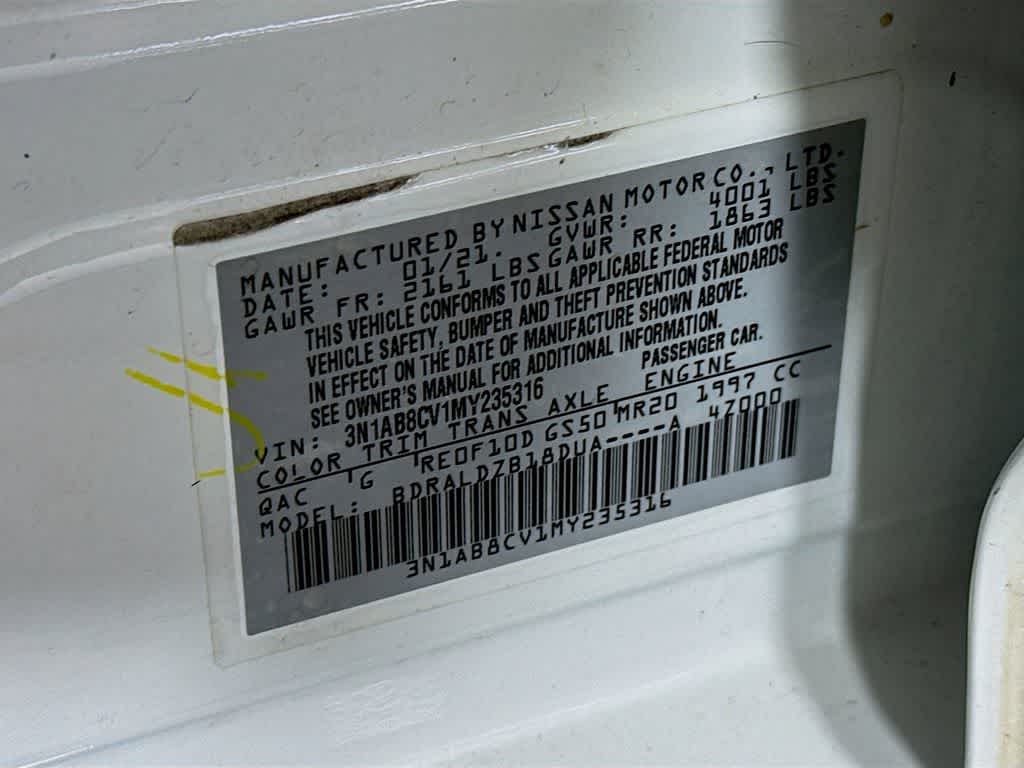 MANUFACTURED BY NISSAN MOTOR CO., LTD.
DATE: 01/21. GVWR: 4001 LBS
GAWR FR: 2161 LBS GAWR RR: 1863 LBS
THIS VEHICLE CONFORMS TO ALL APPLICABLE FEDERAL MOTOR
VEHICLE SAFETY, BUMPER AND THEFT PREVENTION STANDARDS
IN EFFECT ON THE DATE OF MANUFACTURE SHOWN ABOVE.
SEE OWNER'S MANUAL FOR ADDITIONAL INFORMATION.
VIN: 3N1AB8CV1MY235316 PASSENGER CAR.
COLOR TRIM TRANS AXLE ENGINE
QAC G RE0F10D GS50 MR20 1997 CC
MODEL: BDRALDZB18DUA----A 47000
3N1AB8CV1MY235316